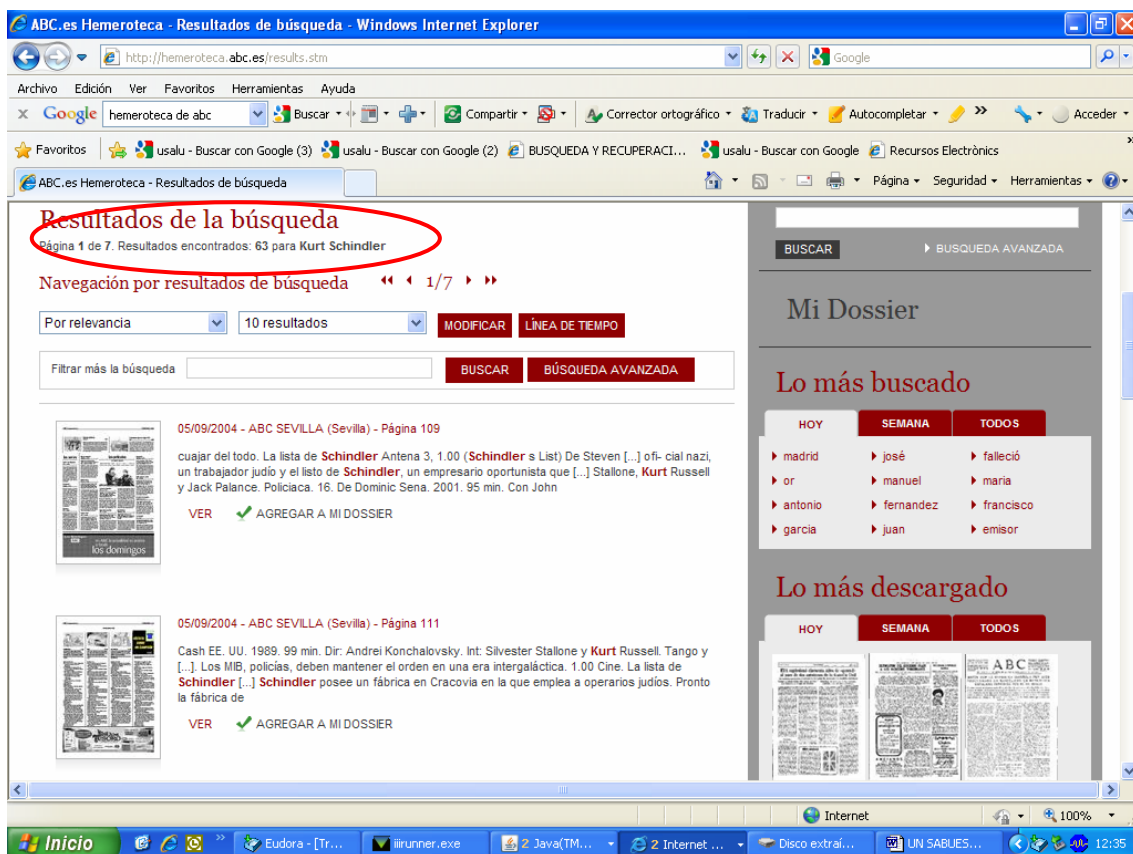 ABC.es Hemeroteca - Resultados de búsqueda - Windows Internet Explorer
http://hemeroteca.abc.es/results.stm
Google
Archivo Edición Ver Favoritos Herramientas Ayuda
x Google hemeroteca de abc Buscar Compartir Corrector ortográfico Traducir Autocompletar » Acceder
Favoritos usalu - Buscar con Google (3) usalu - Buscar con Google (2) BUSQUEDA Y RECUPERACI... usalu - Buscar con Google Recursos Electrònics »
ABC.es Hemeroteca - Resultados de búsqueda Página Seguridad Herramientas
Resultados de la búsqueda
Página 1 de 7. Resultados encontrados: 63 para Kurt Schindler
Navegación por resultados de búsqueda 1/7
Por relevancia 10 resultados MODIFICAR LÍNEA DE TIEMPO
Filtrar más la búsqueda BUSCAR BÚSQUEDA AVANZADA
05/09/2004 - ABC SEVILLA (Sevilla) - Página 109
cuajar del todo. La lista de Schindler Antena 3, 1.00 (Schindler s List) De Steven [...] ofi- cial nazi,
un trabajador judío y el listo de Schindler, un empresario oportunista que [...] Stallone, Kurt Russell
y Jack Palance. Policiaca. 16. De Dominic Sena. 2001. 95 min. Con John
VER AGREGAR A MI DOSSIER
los domingos
05/09/2004 - ABC SEVILLA (Sevilla) - Página 111
Cash EE. UU. 1989. 99 min. Dir: Andrei Konchalovsky. Int: Silvester Stallone y Kurt Russell. Tango y
[...]. Los MIB, policías, deben mantener el orden en una era intergaláctica. 1.00 Cine. La lista de
Schindler [...] Schindler posee un fábrica en Cracovia en la que emplea a operarios judíos. Pronto
la fábrica de
VER AGREGAR A MI DOSSIER
BUSCAR BUSQUEDA AVANZADA
Mi Dossier
Lo más buscado
HOY SEMANA TODOS
madrid josé falleció
or manuel maria
antonio fernandez francisco
garcia juan emisor
Lo más descargado
HOY SEMANA TODOS
ABC
Internet 100%
Inicio » Eudora - [Tr... iiirunner.exe 2 Java(TM... 2 Internet ... Disco extraí... UN SABUES... 12:35